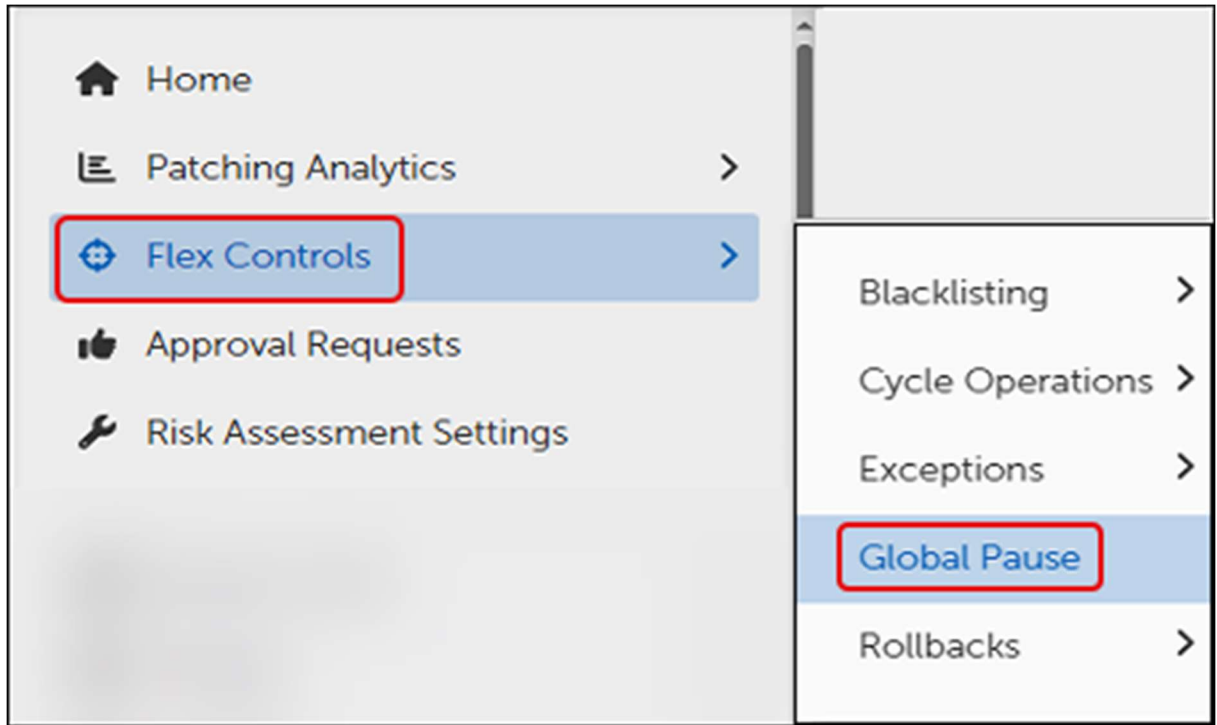 Home
Patching Analytics
Flex Controls
Approval Requests
Risk Assessment Settings
Blacklisting
Cycle Operations
Exceptions
Global Pause
Rollbacks